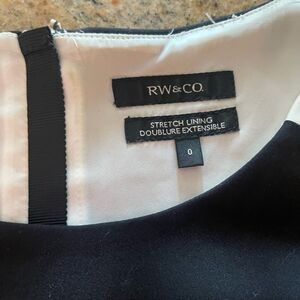 RW&CO.
STRETCH LINING
DOUBLURE EXTENSIBLE
0